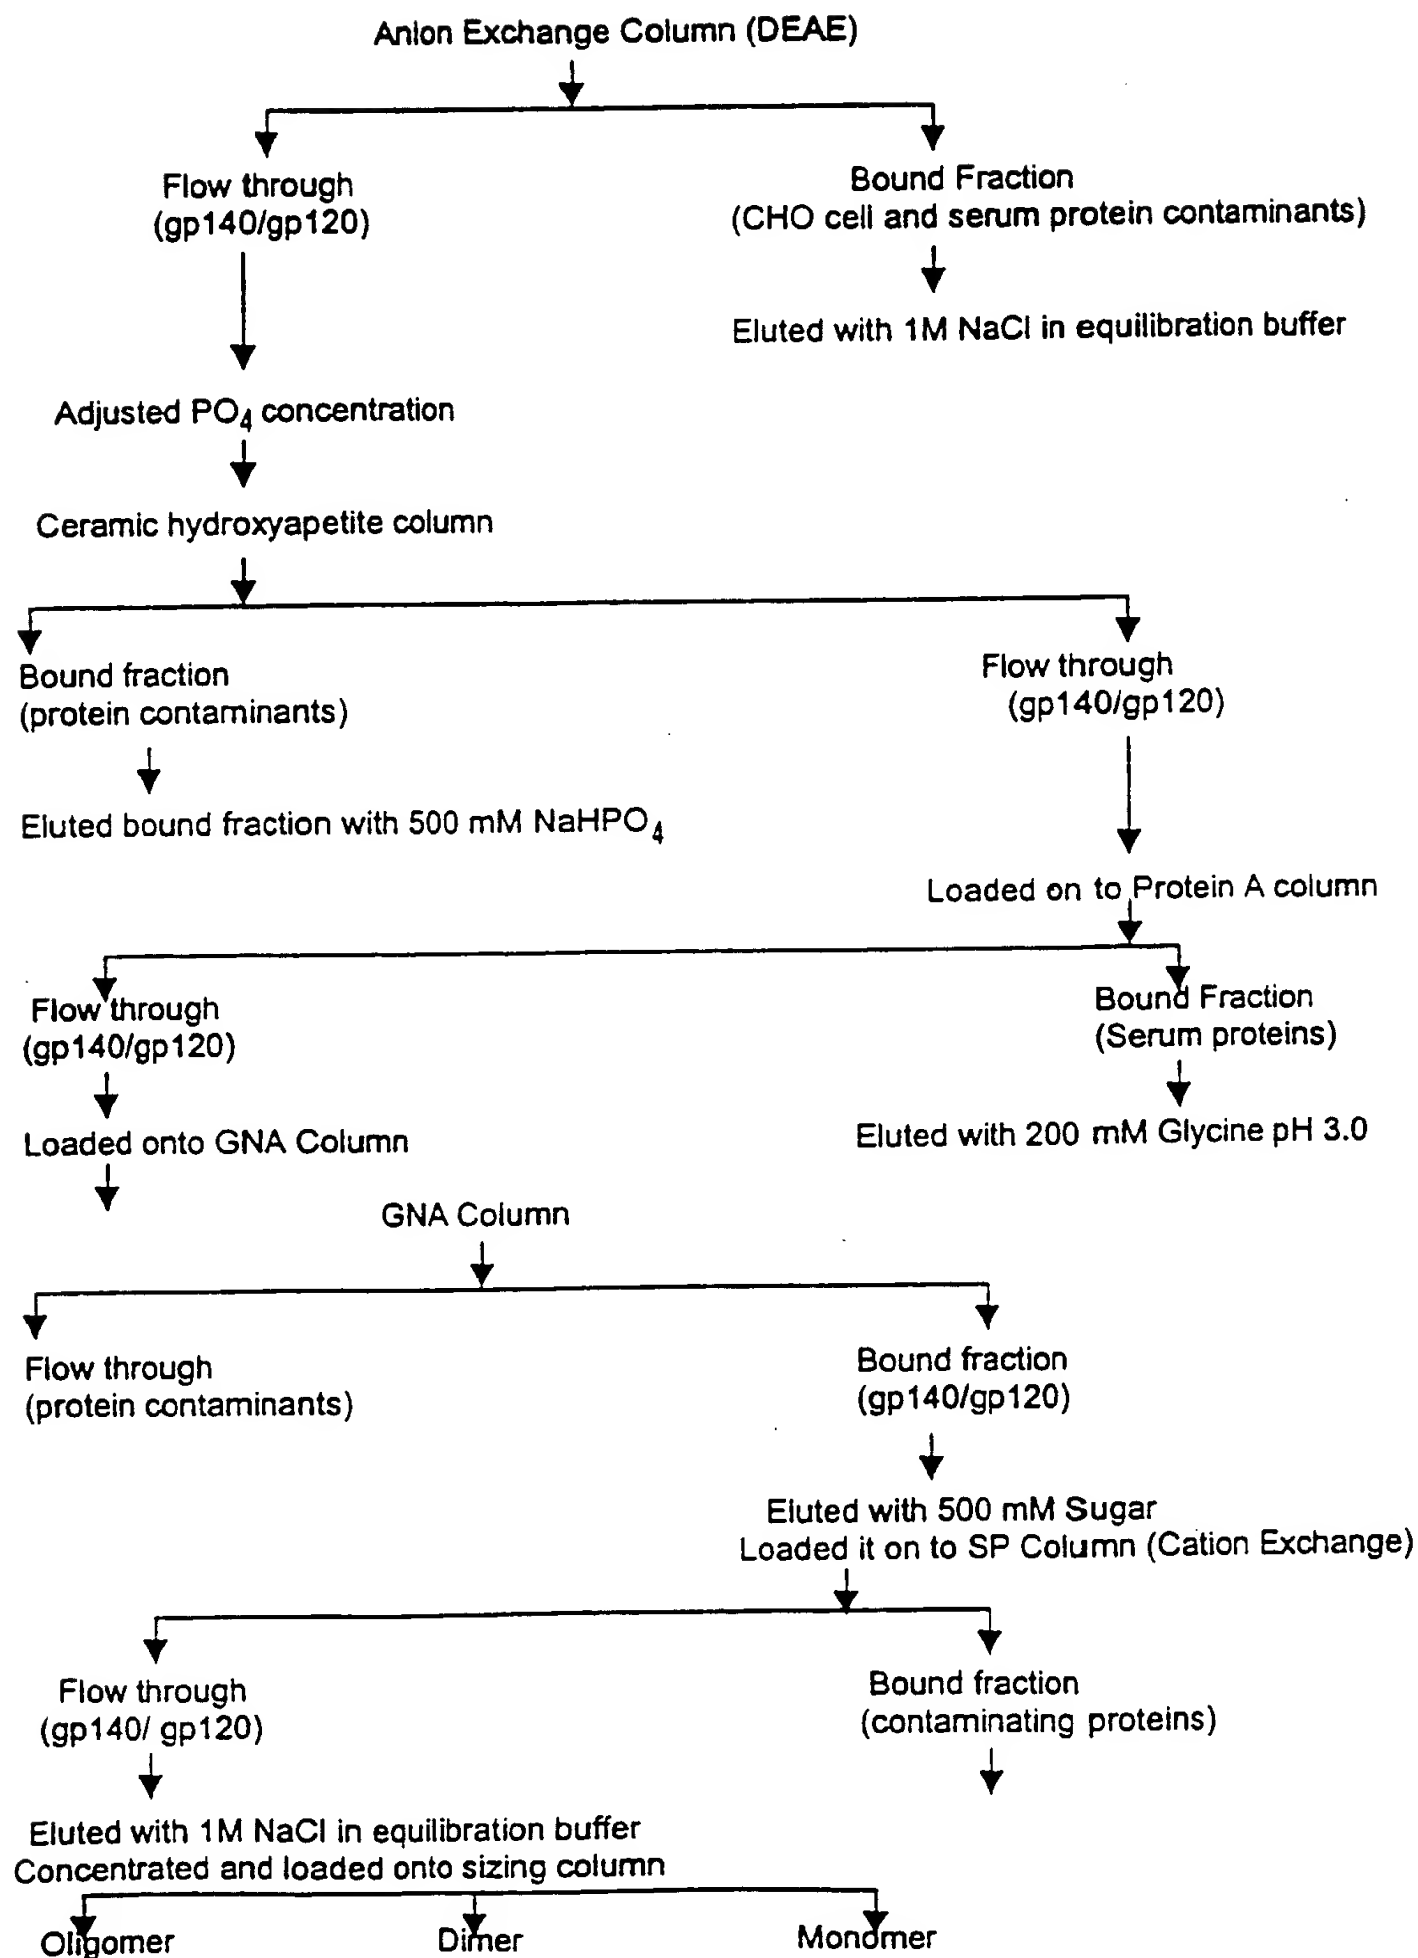 Anion Exchange Column (DEAE)
Flow through
(gp140/gp120)
Bound Fraction
(CHO cell and serum protein contaminants)
Eluted with 1M NaCl in equilibration buffer
Adjusted PO4 concentration
Ceramic hydroxyapetite column
Bound fraction
(protein contaminants)
Flow through
(gp140/gp120)
Eluted bound fraction with 500 mM NaHPO4
Loaded on to Protein A column
Flow through
(gp140/gp120)
Bound Fraction
(Serum proteins)
Loaded onto GNA Column
Eluted with 200 mM Glycine pH 3.0
GNA Column
Flow through
(protein contaminants)
Bound fraction
(gp140/gp120)
Eluted with 500 mM Sugar
Loaded it on to SP Column (Cation Exchange)
Flow through
(gp140/ gp120)
Bound fraction
(contaminating proteins)
Eluted with 1M NaCl in equilibration buffer
Concentrated and loaded onto sizing column
Oligomer Dimer Monomer